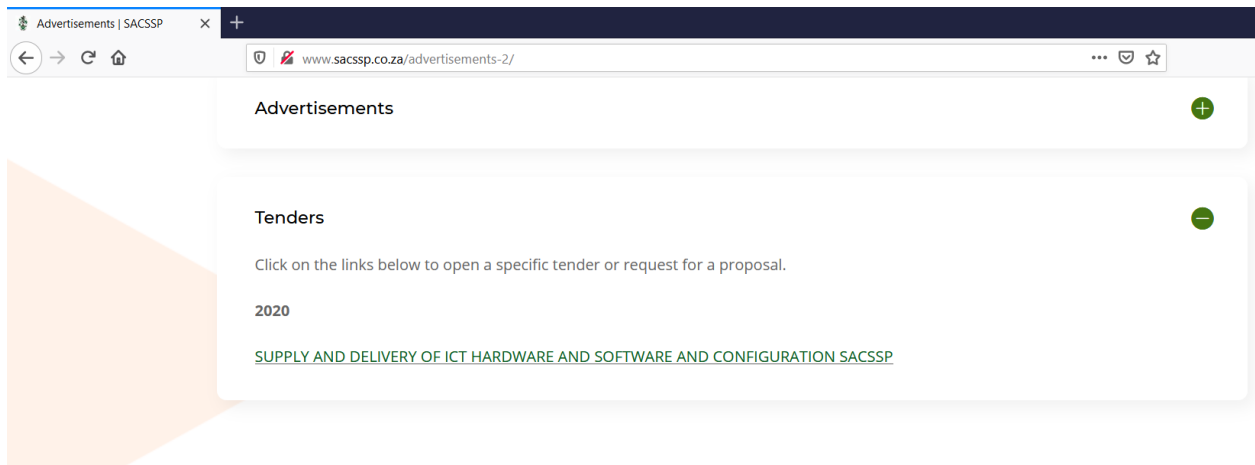 Advertisements | SACSSP
www.sacssp.co.za/advertisements-2/
Advertisements
Tenders
Click on the links below to open a specific tender or request for a proposal.
2020
SUPPLY AND DELIVERY OF ICT HARDWARE AND SOFTWARE AND CONFIGURATION SACSSP